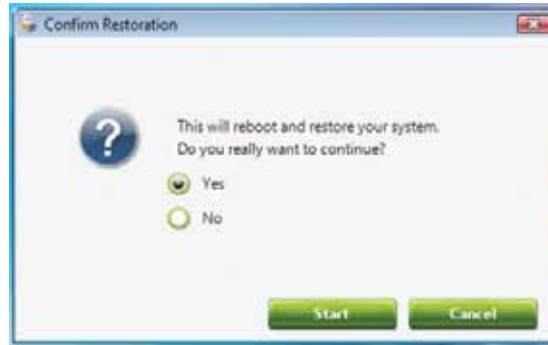 Confirm Restoration
This will reboot and restore your system.
Do you really want to continue?
Yes
No
Start
Cancel